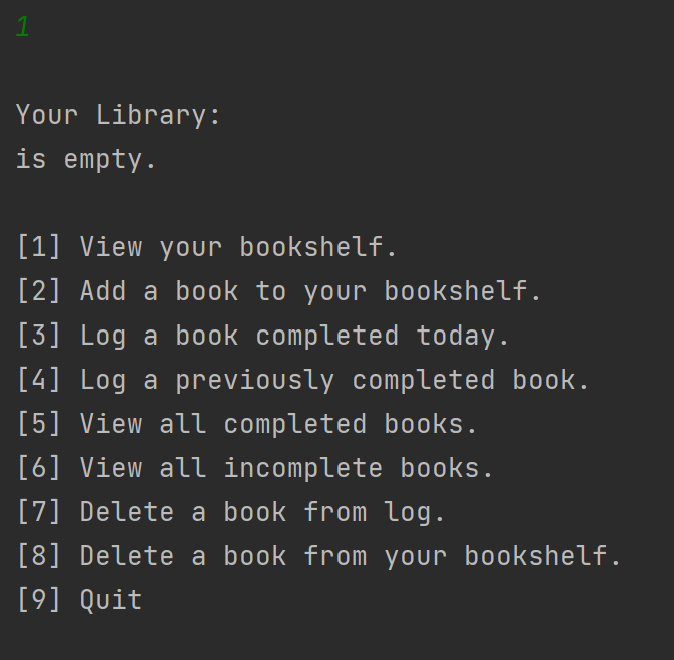 1
Your Library:
is empty.
[1] View your bookshelf.
[2] Add a book to your bookshelf.
[3] Log a book completed today.
[4] Log a previously completed book.
[5] View all completed books.
[6] View all incomplete books.
[7] Delete a book from log.
[8] Delete a book from your bookshelf.
[9] Quit